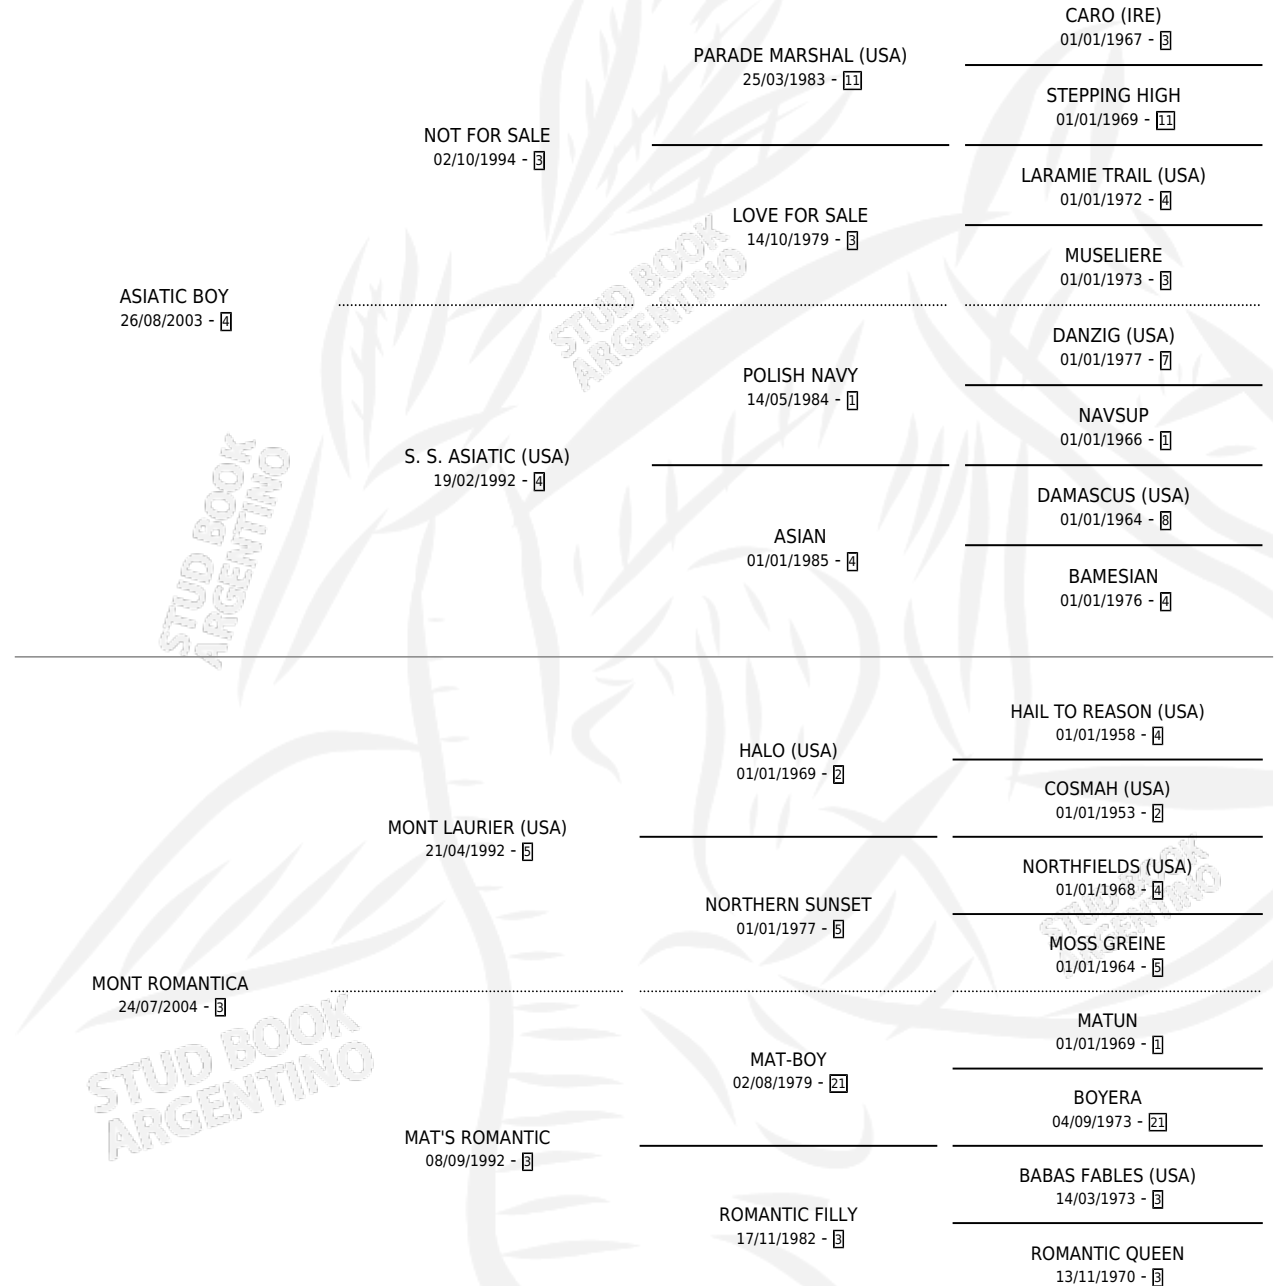 CARO (IRE)
01/01/1967 - 3
PARADE MARSHAL (USA)
25/03/1983 - 11
STEPPING HIGH
01/01/1969 - 11
NOT FOR SALE
02/10/1994 - 3
LARAMIE TRAIL (USA)
01/01/1972 - 4
LOVE FOR SALE
14/10/1979 - 3
MUSELIERE
01/01/1973 - 3
ASIATIC BOY
26/08/2003 - 4
DANZIG (USA)
01/01/1977 - 7
POLISH NAVY
14/05/1984 - 1
NAVSUP
01/01/1966 - 1
S. S. ASIATIC (USA)
19/02/1992 - 4
DAMASCUS (USA)
01/01/1964 - 8
ASIAN
01/01/1985 - 4
BAMESIAN
01/01/1976 - 4
HAIL TO REASON (USA)
01/01/1958 - 4
HALO (USA)
01/01/1969 - 2
COSMAH (USA)
01/01/1953 - 2
MONT LAURIER (USA)
21/04/1992 - 5
NORTHFIELDS (USA)
01/01/1968 - 4
NORTHERN SUNSET
01/01/1977 - 5
MOSS GREINE
01/01/1964 - 5
MONT ROMANTICA
24/07/2004 - 3
MATUN
01/01/1969 - 1
MAT-BOY
02/08/1979 - 21
BOYERA
04/09/1973 - 21
MAT'S ROMANTIC
08/09/1992 - 3
BABAS FABLES (USA)
14/03/1973 - 3
ROMANTIC FILLY
17/11/1982 - 3
ROMANTIC QUEEN
13/11/1970 - 3
STUD BOOK
ARGENTINO
STUD BOOK
ARGENTINO
STUD BOOK
ARGENTINO
STUD BOOK
ARGENTINO